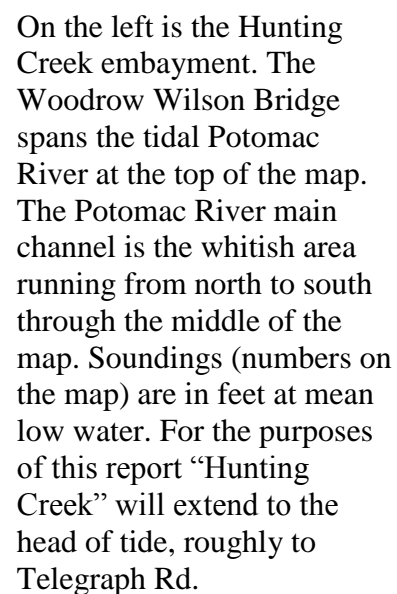 On the left is the Hunting
Creek embayment. The
Woodrow Wilson Bridge
spans the tidal Potomac
River at the top of the map.
The Potomac River main
channel is the whitish area
running from north to south
through the middle of the
map. Soundings (numbers on
the map) are in feet at mean
low water. For the purposes
of this report “Hunting
Creek” will extend to the
head of tide, roughly to
Telegraph Rd.